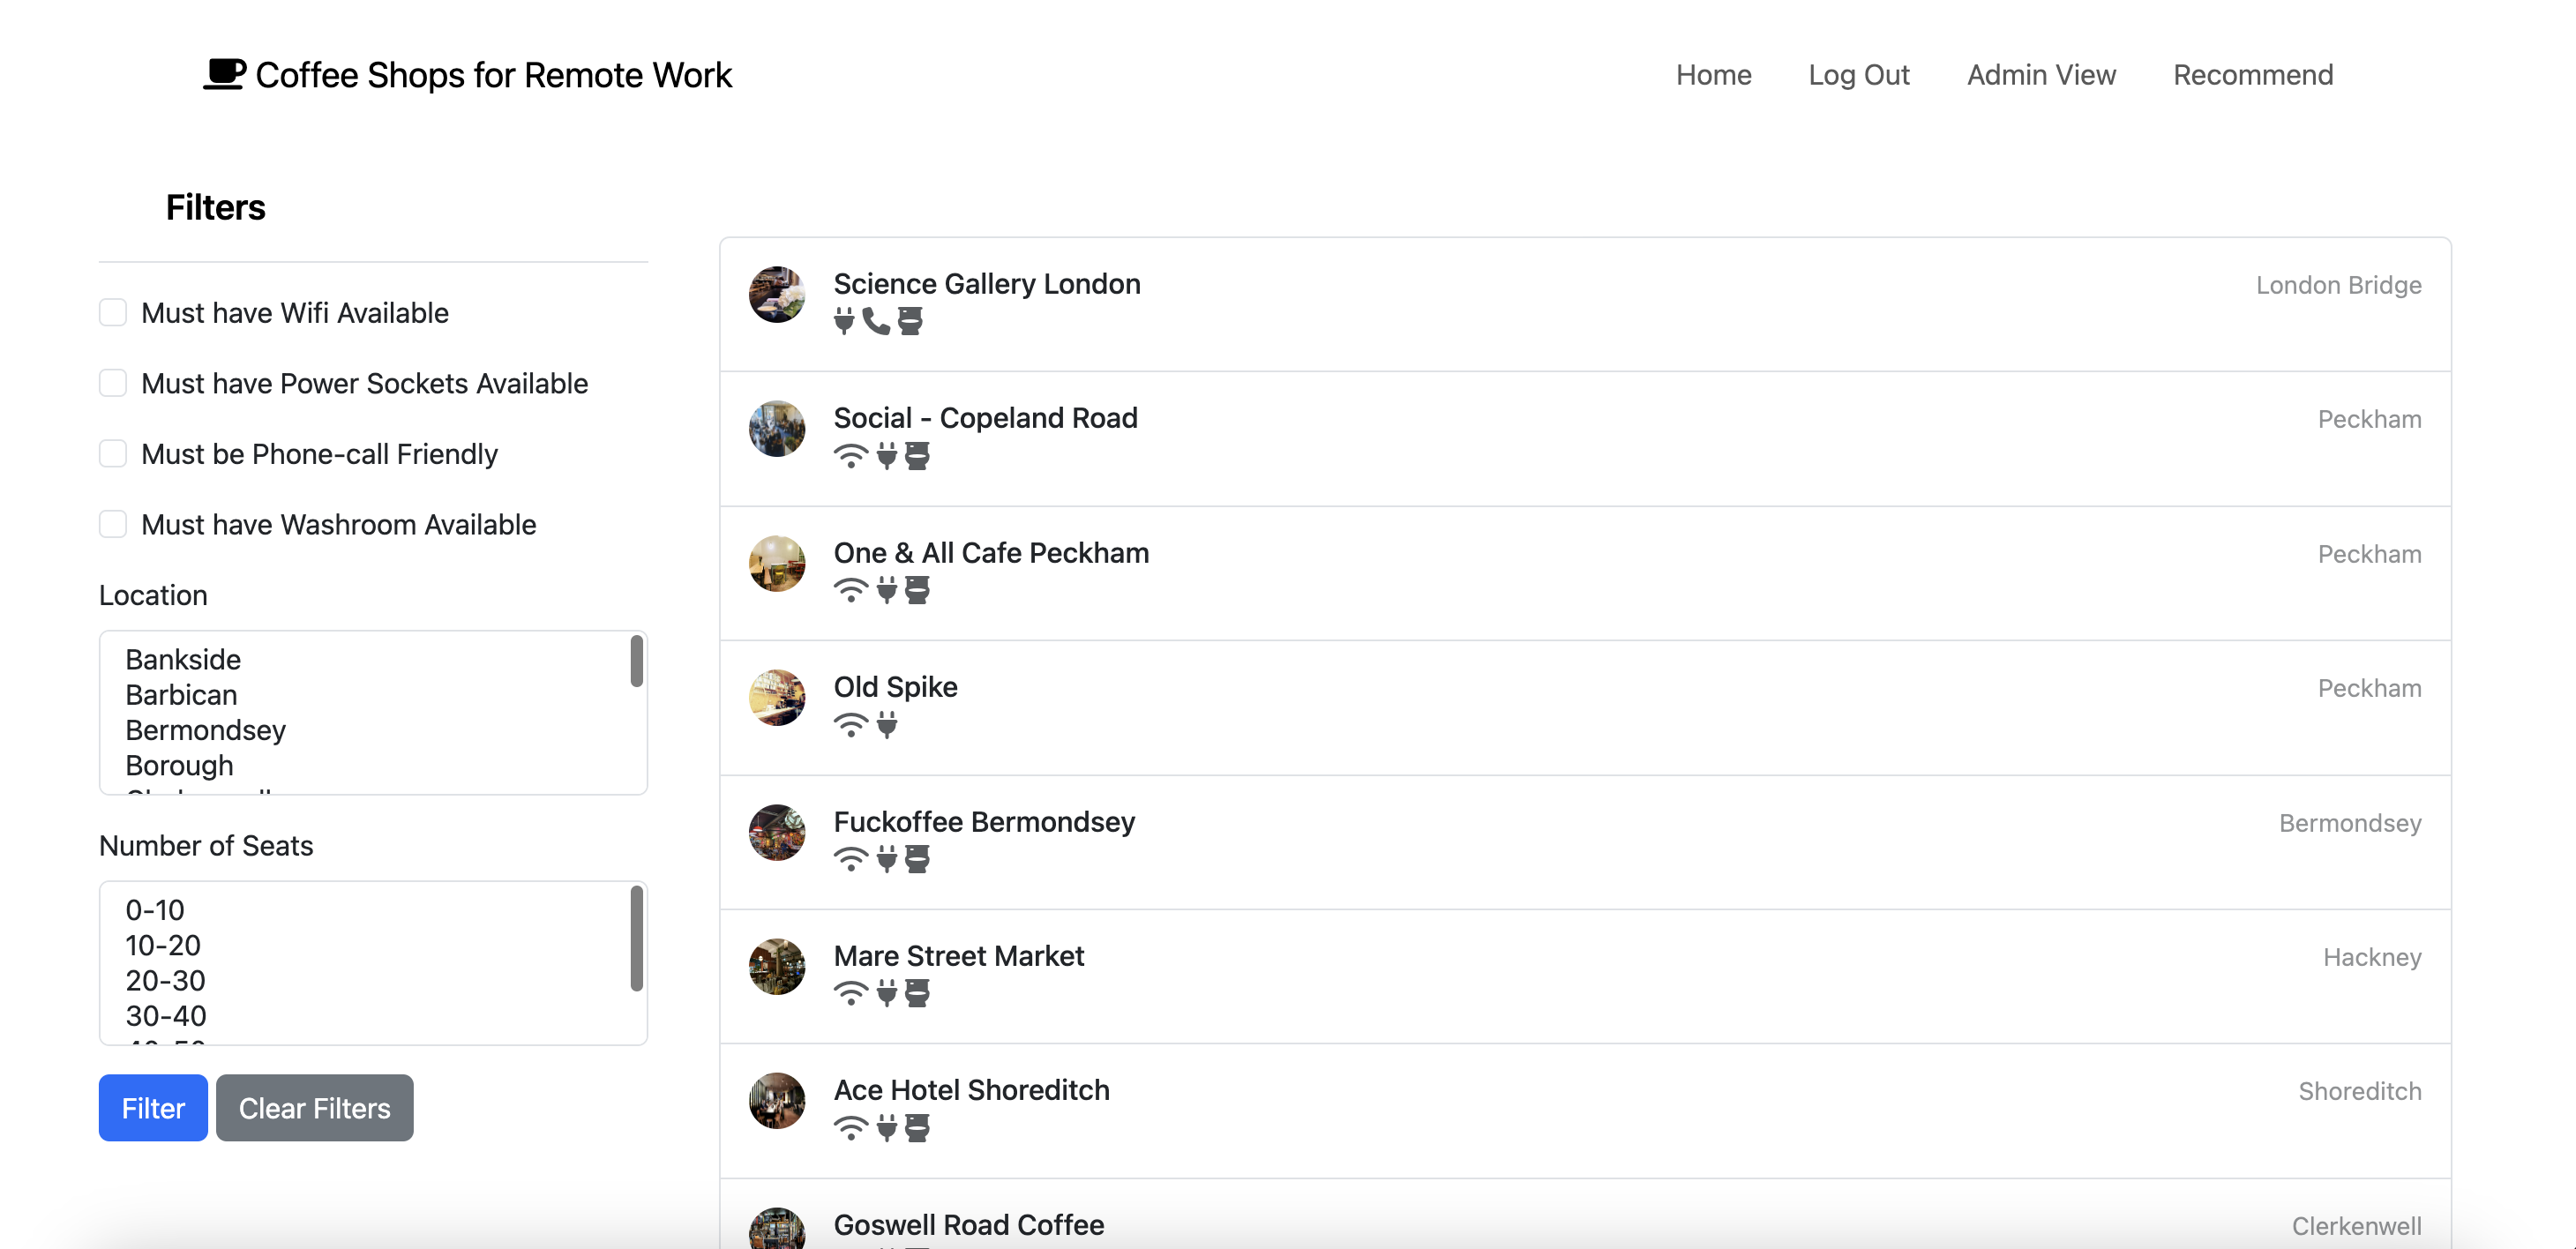 Coffee Shops for Remote Work
Home Log Out Admin View Recommend
Filters
Must have Wifi Available
Must have Power Sockets Available
Must be Phone-call Friendly
Must have Washroom Available
Location
Bankside
Barbican
Bermondsey
Borough
Number of Seats
0-10
10-20
20-30
30-40
Filter Clear Filters
Science Gallery London London Bridge
Social - Copeland Road Peckham
One & All Cafe Peckham Peckham
Old Spike Peckham
Fuckoffee Bermondsey Bermondsey
Mare Street Market Hackney
Ace Hotel Shoreditch Shoreditch
Goswell Road Coffee Clerkenwell